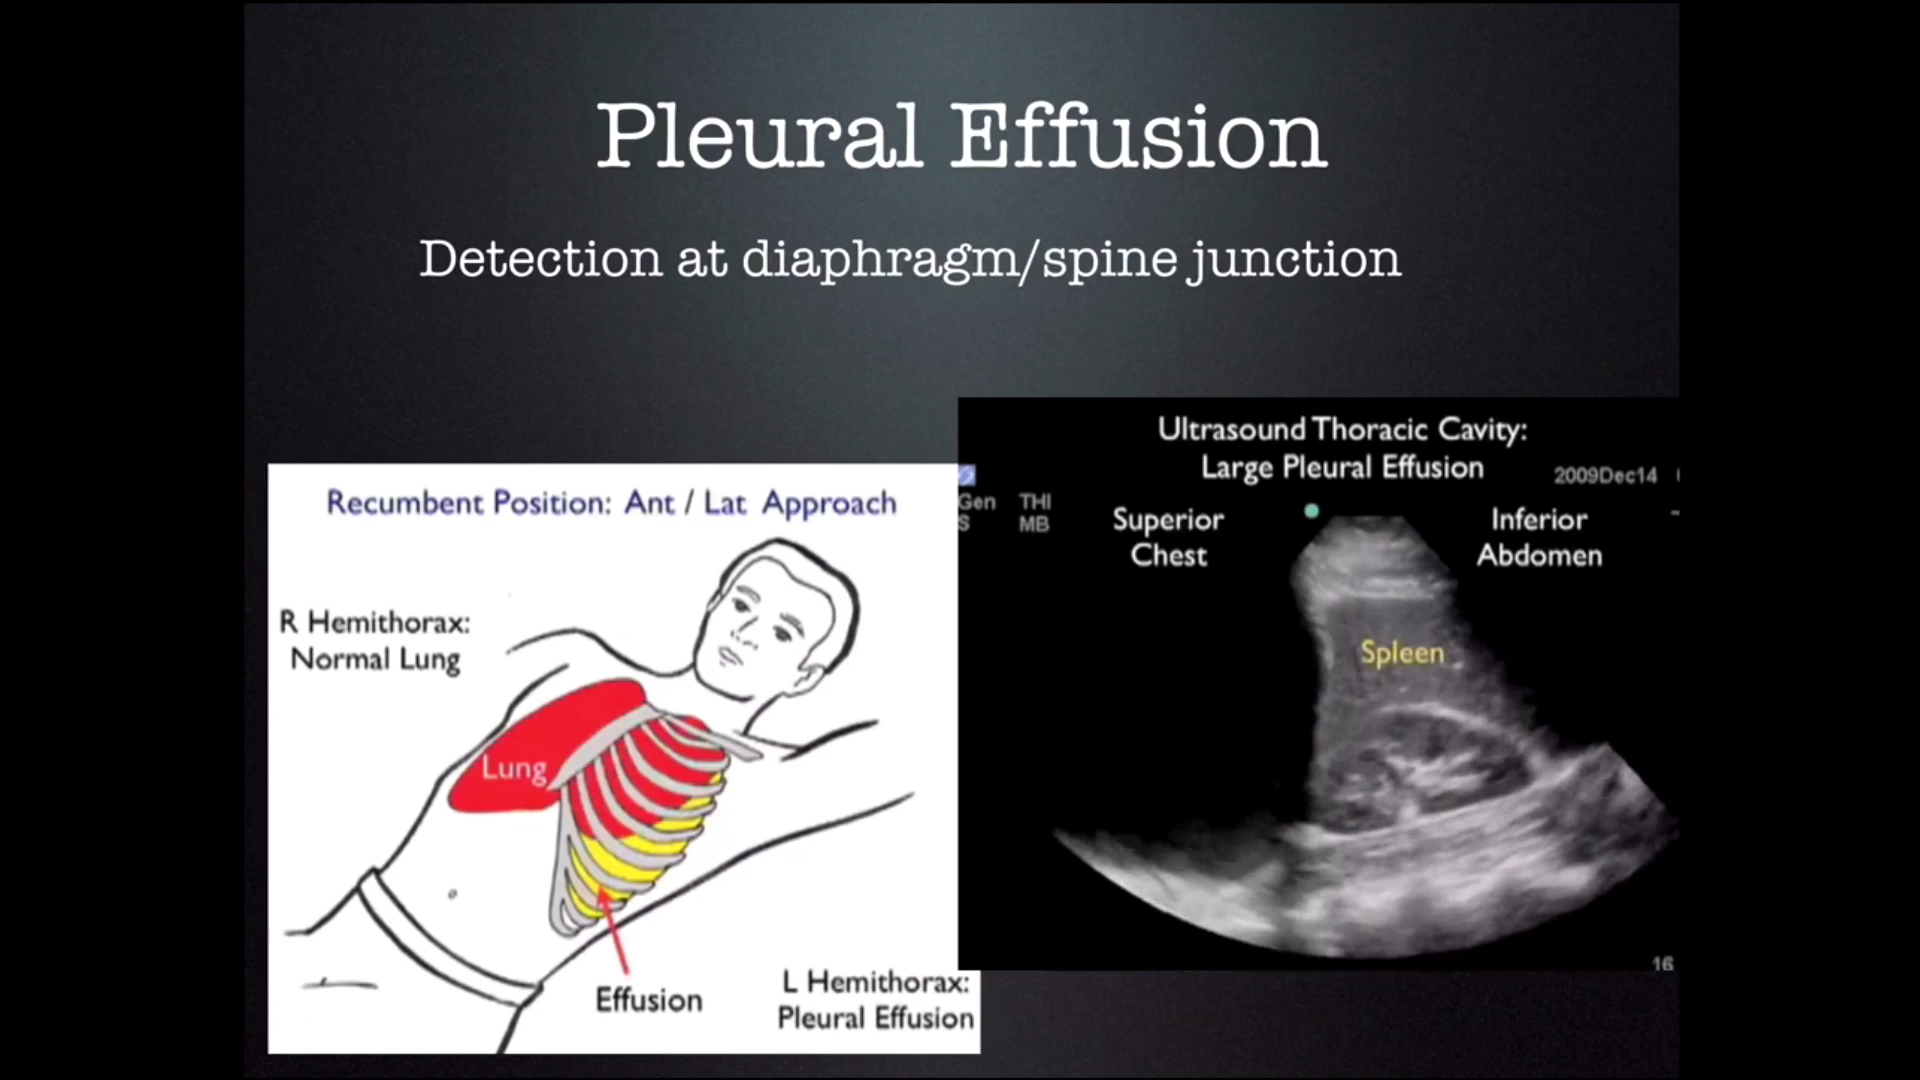 Pleural Effusion
Detection at diaphragm/spine junction
Recumbent Position: Ant / Lat Approach
R Hemithorax:
Normal Lung
Lung
Effusion
L Hemithorax:
Pleural Effusion
Ultrasound Thoracic Cavity:
Large Pleural Effusion
2009Dec14
Gen THI
S MB
Superior
Chest
Inferior
Abdomen
Spleen
16